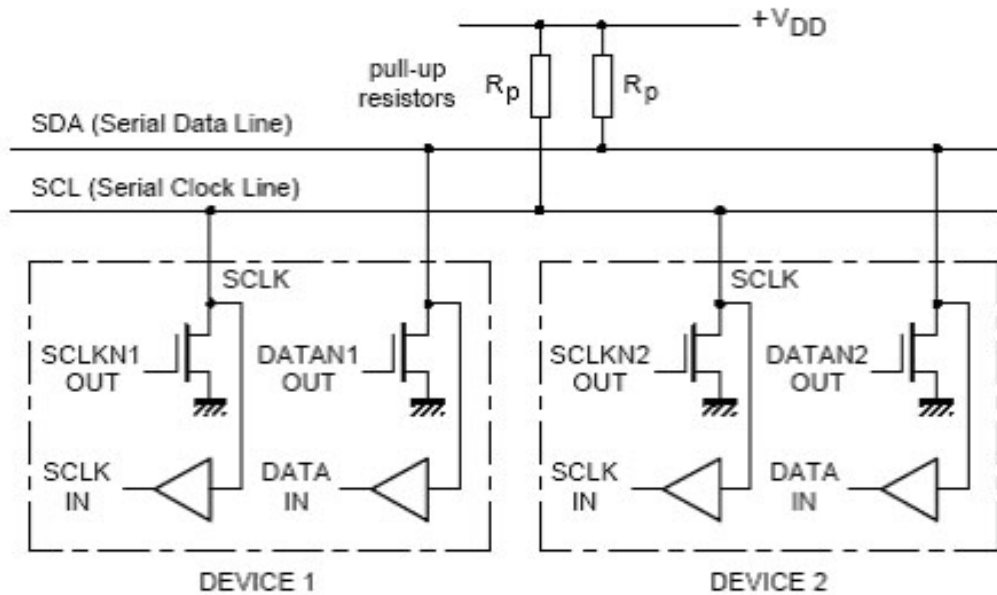 +VDD
pull-up
resistors
Rp
Rp
SDA (Serial Data Line)
SCL (Serial Clock Line)
SCLK
SCLK
SCLKN1
OUT
DATAN1
OUT
SCLKN2
OUT
DATAN2
OUT
SCLK
IN
DATA
IN
SCLK
IN
DATA
IN
DEVICE 1
DEVICE 2